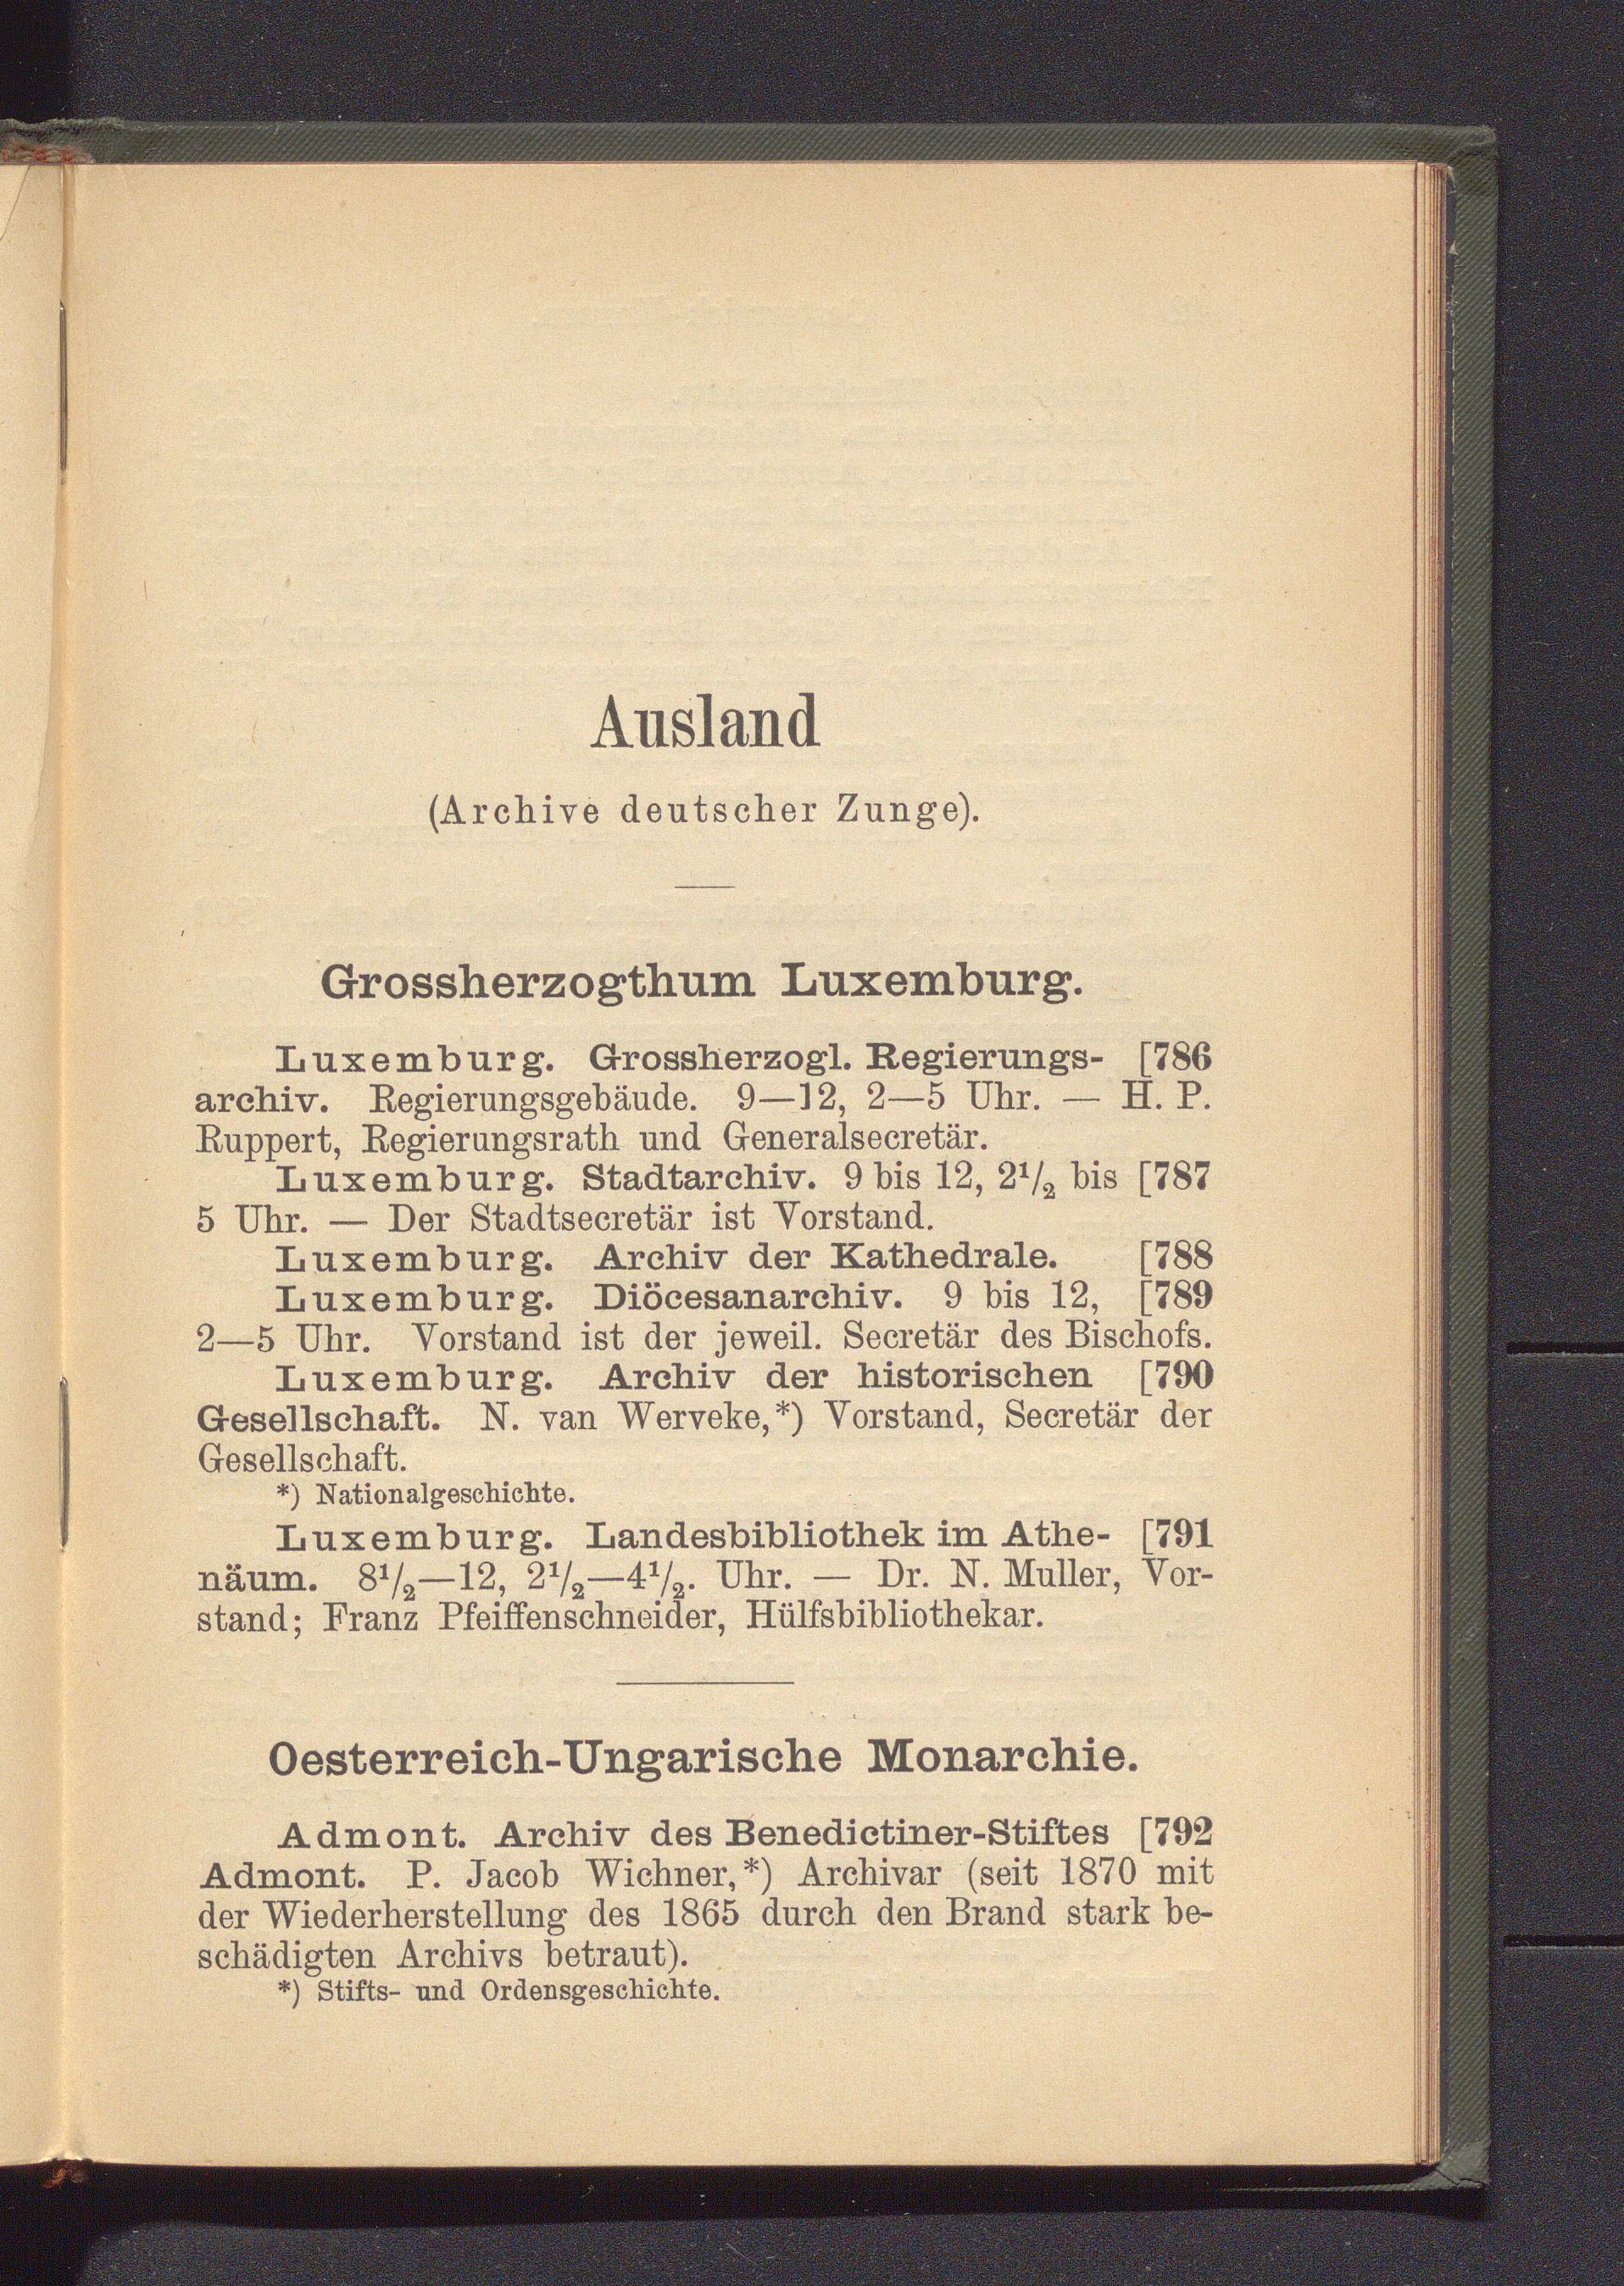 Ausland
(Archive deutscher Zunge).
Grossherzogthum Luxemburg.
Luxemburg. Grossherzogl. Regierungs- [786
archiv. Regierungsgebäude. 9—12, 2—5 Uhr. — H. P.
Ruppert, Regierungsrath und Generalsecretär.
Luxemburg. Stadtarchiv. 9 bis 12, 2¹/₂ bis [787
5 Uhr. — Der Stadtsecretär ist Vorstand.
Luxemburg. Archiv der Kathedrale. [788
Luxemburg. Diöcesanarchiv. 9 bis 12, [789
2—5 Uhr. Vorstand ist der jeweil. Secretär des Bischofs.
Luxemburg. Archiv der historischen [790
Gesellschaft. N. van Werveke,*) Vorstand, Secretär der
Gesellschaft.
*) Nationalgeschichte.
Luxemburg. Landesbibliothek im Athe- [791
näum. 8¹/₂—12, 2¹/₂—4¹/₂. Uhr. — Dr. N. Muller, Vor-
stand; Franz Pfeiffenschneider, Hülfsbibliothekar.
Oesterreich-Ungarische Monarchie.
Admont. Archiv des Benedictiner-Stiftes [792
Admont. P. Jacob Wichner,*) Archivar (seit 1870 mit
der Wiederherstellung des 1865 durch den Brand stark be-
schädigten Archivs betraut).
*) Stifts- und Ordensgeschichte.